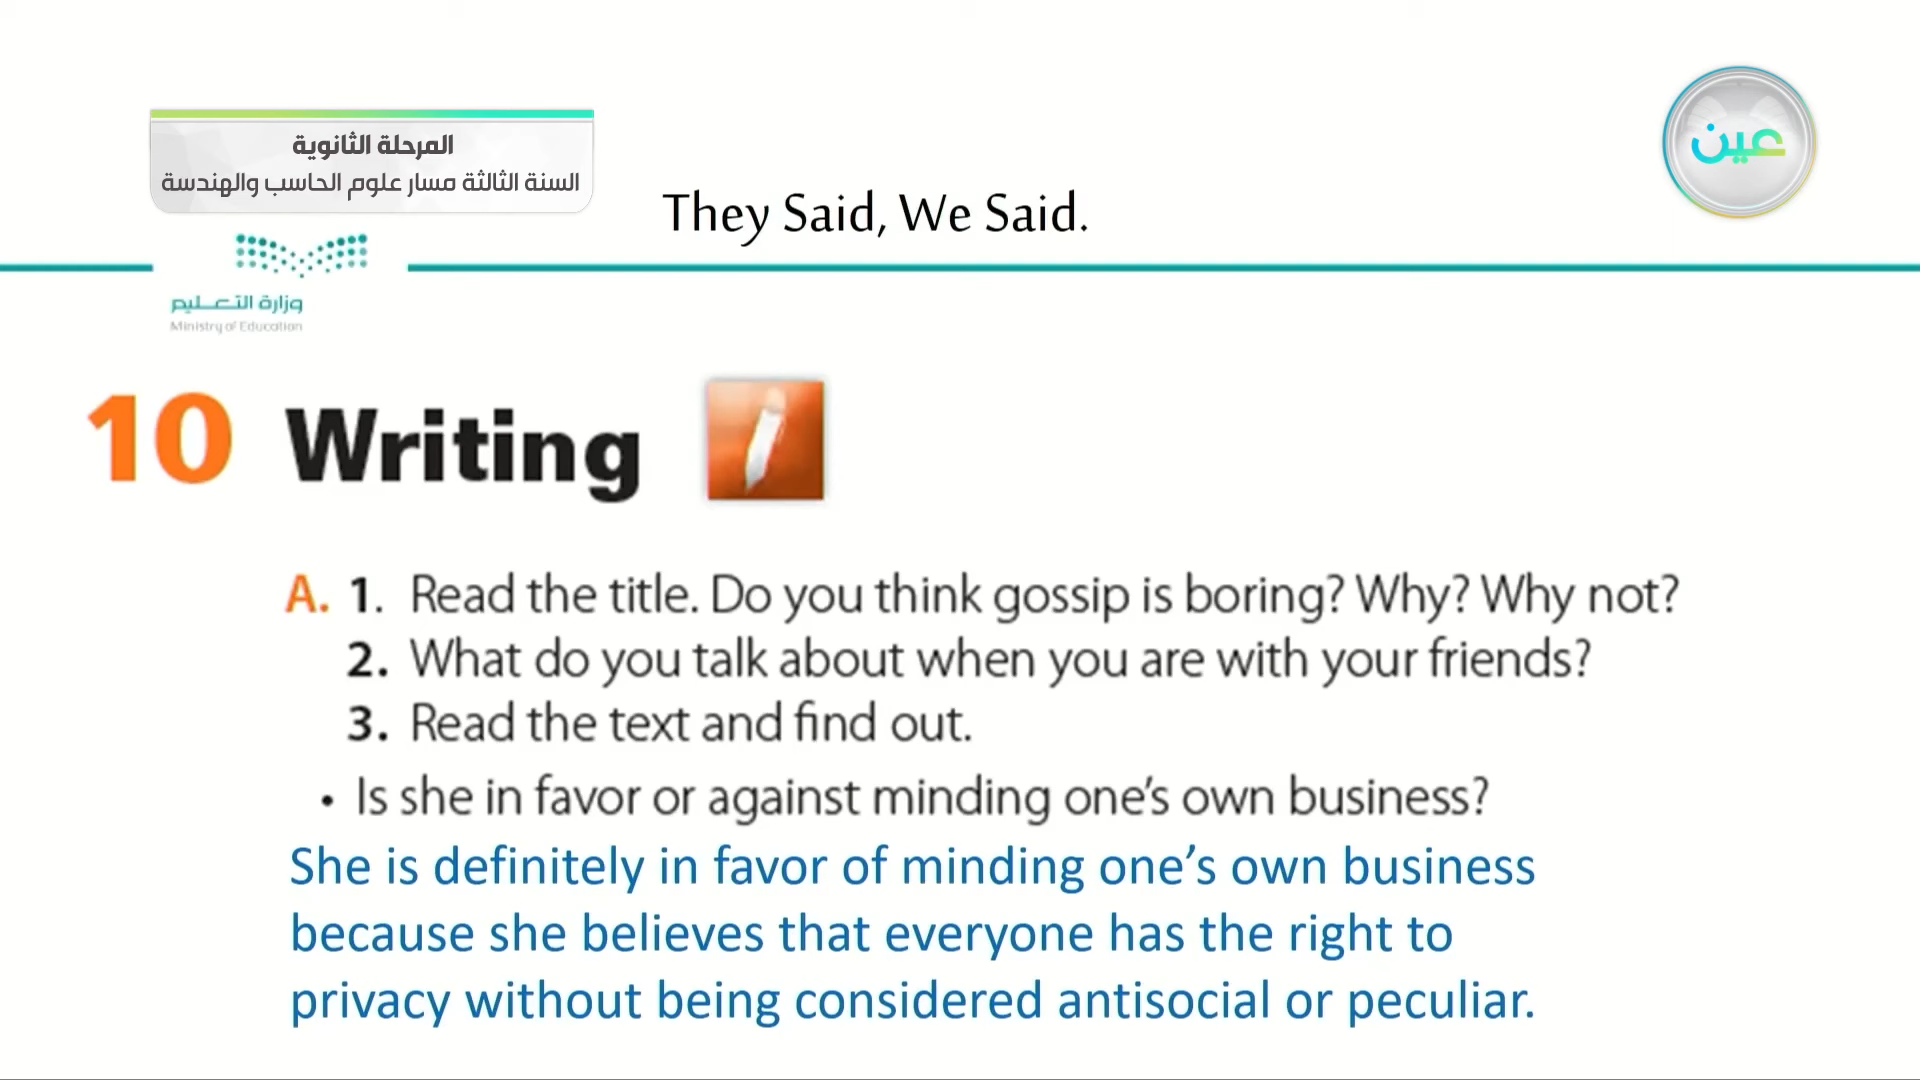 المرحلة الثانوية
السنة الثالثة مسار علوم الحاسب والهندسة
عين
They Said, We Said.
وزارة التعليم
Ministry of Education
10 Writing
A. 1. Read the title. Do you think gossip is boring? Why? Why not?
2. What do you talk about when you are with your friends?
3. Read the text and find out.
• Is she in favor or against minding one's own business?
She is definitely in favor of minding one's own business
because she believes that everyone has the right to
privacy without being considered antisocial or peculiar.